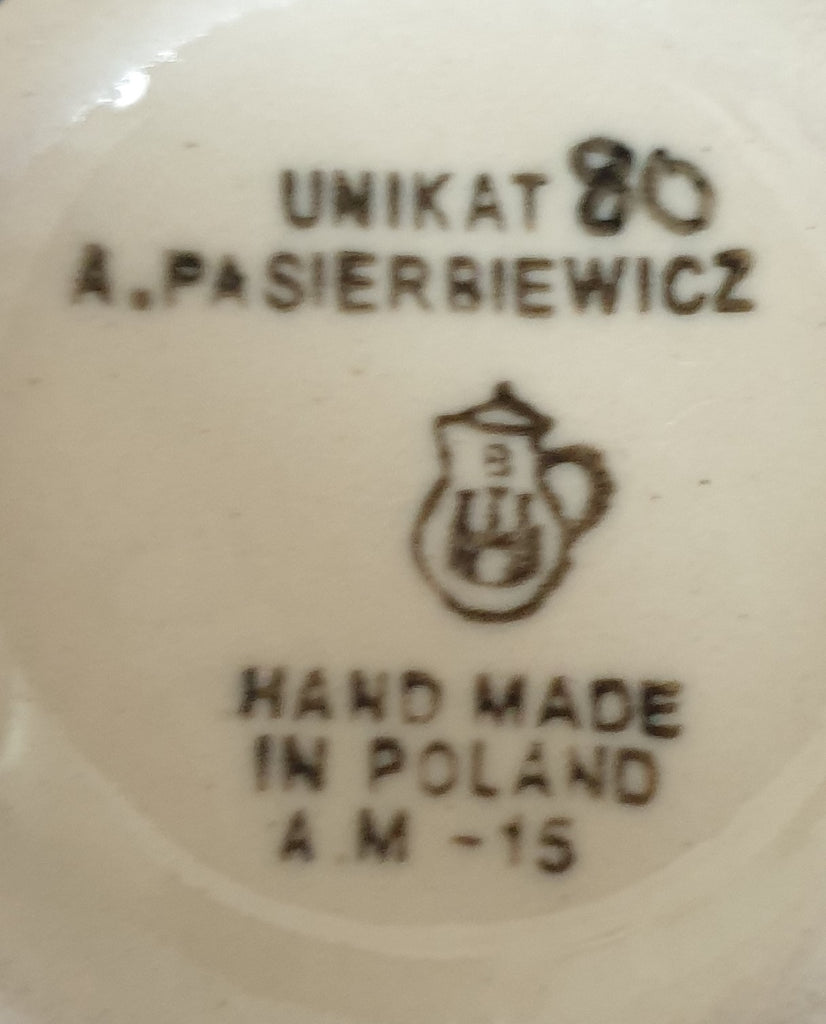 UNIKAT 80
A.PASIERBIEWICZ
B
HAND MADE
IN POLAND
A.M -15